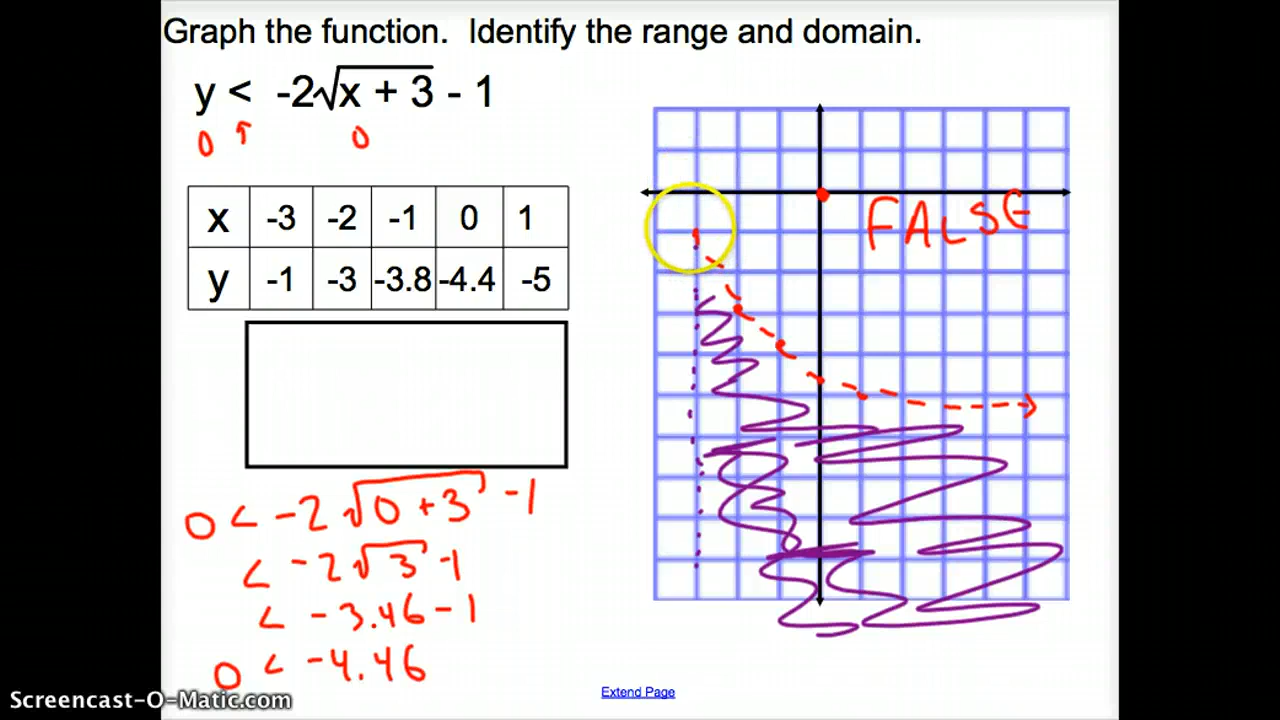 Graph the function. Identify the range and domain.
y < -2√x + 3 - 1
0 ↑ 0
x -3 -2 -1 0 1
y -1 -3 -3.8 -4.4 -5
FALSE
0 < -2√0+3 -1
< -2√3 -1
< -3.46 -1
0 < -4.46
Extend Page
Screencast-O-Matic.com